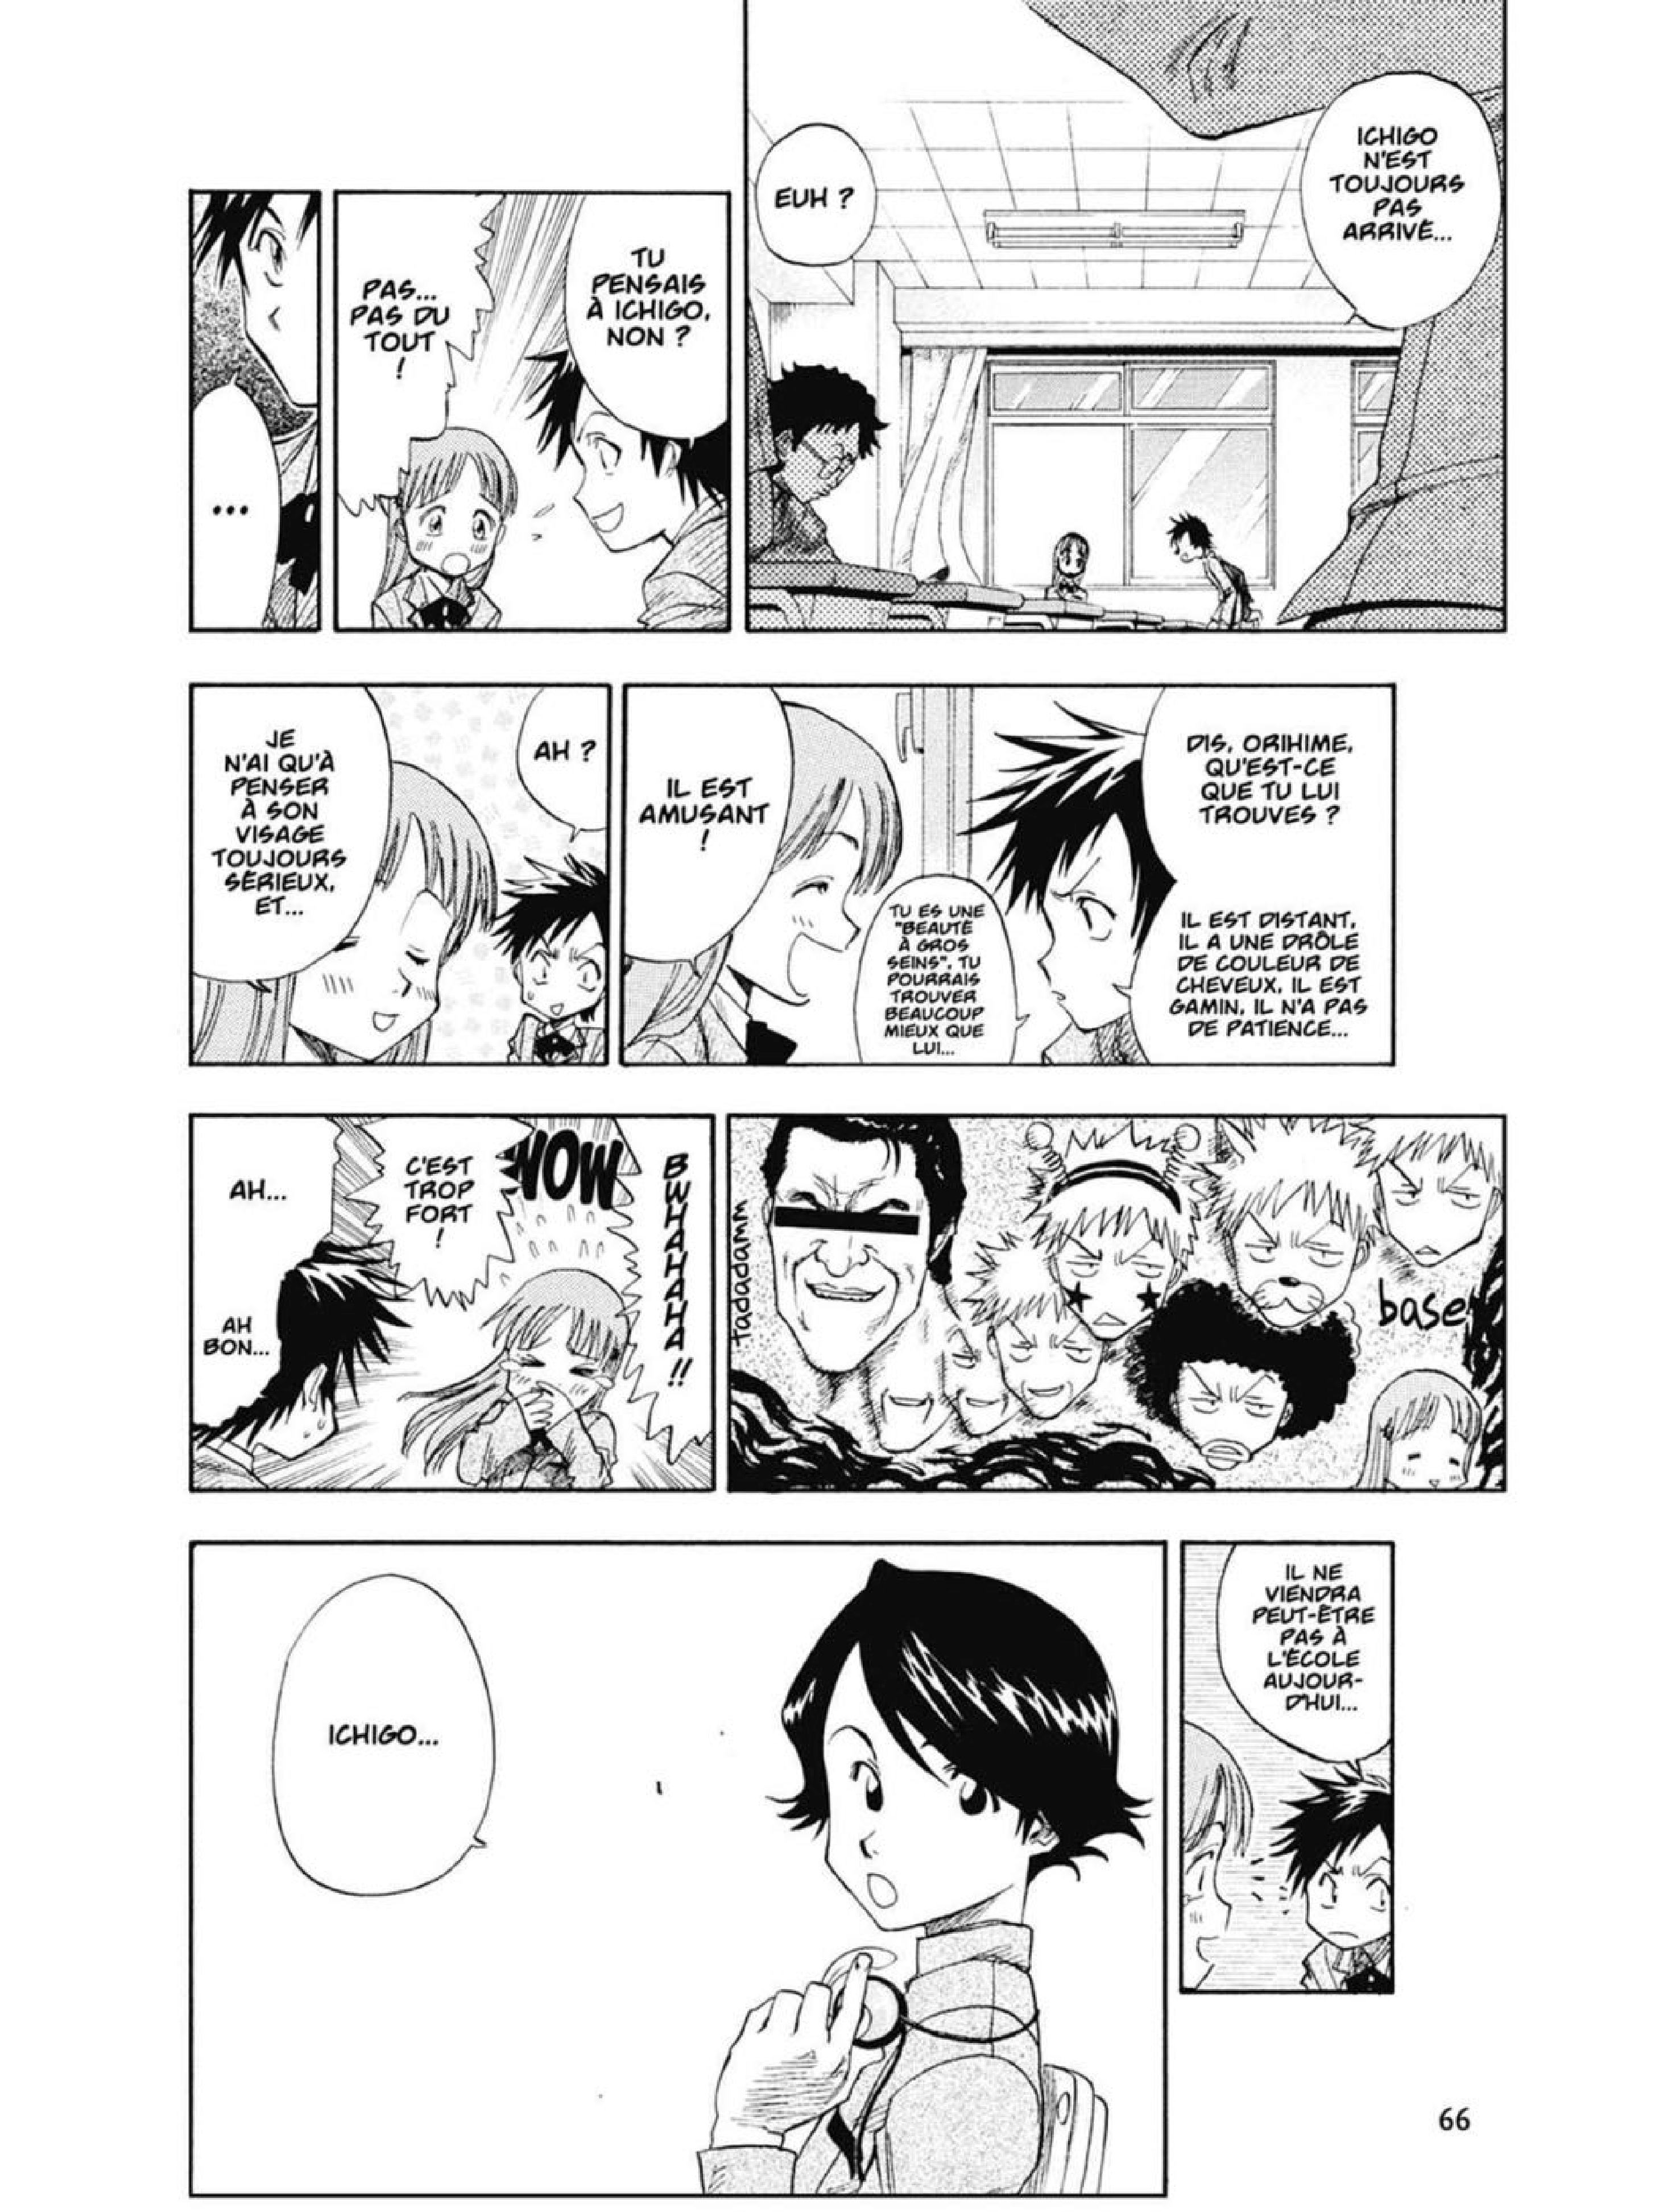 ICHIGO
N'EST
TOUJOURS
PAS
ARRIVÉ...
EUH ?
TU
PENSAIS
À ICHIGO,
NON ?
PAS...
PAS DU
TOUT
!
...
DIS, ORIHIME,
QU'EST-CE
QUE TU LUI
TROUVES ?
IL EST DISTANT,
IL A UNE DRÔLE
DE COULEUR DE
CHEVEUX, IL EST
GAMIN, IL N'A PAS
DE PATIENCE...
TU ES UNE
"BEAUTÉ
À GROS
SEINS", TU
POURRAIS
TROUVER
BEAUCOUP
MIEUX QUE
LUI...
IL EST
AMUSANT
!
AH ?
JE
N'AI QU'À
PENSER
À SON
VISAGE
TOUJOURS
SÉRIEUX,
ET...
base
tadadamm
BWHAHAHA !!
WOW
C'EST
TROP
FORT
!
AH...
AH
BON...
IL NE
VIENDRA
PEUT-ÊTRE
PAS À
L'ÉCOLE
AUJOUR-
D'HUI...
ICHIGO...
66